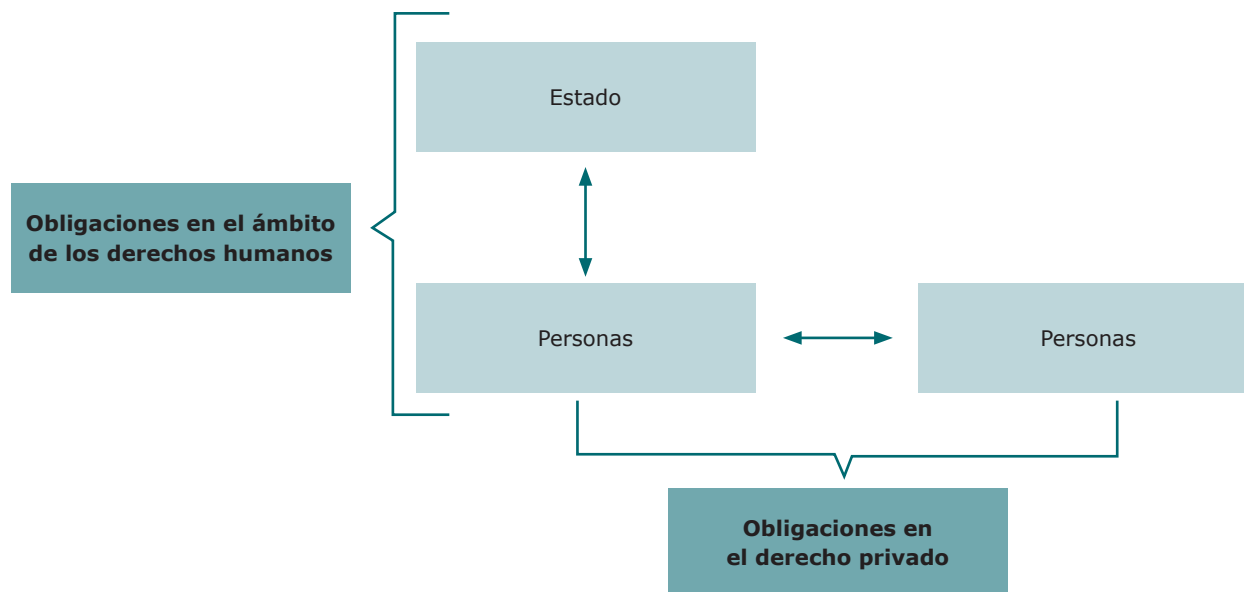 Estado
Obligaciones en el ámbito
de los derechos humanos
Personas
Personas
Obligaciones en
el derecho privado